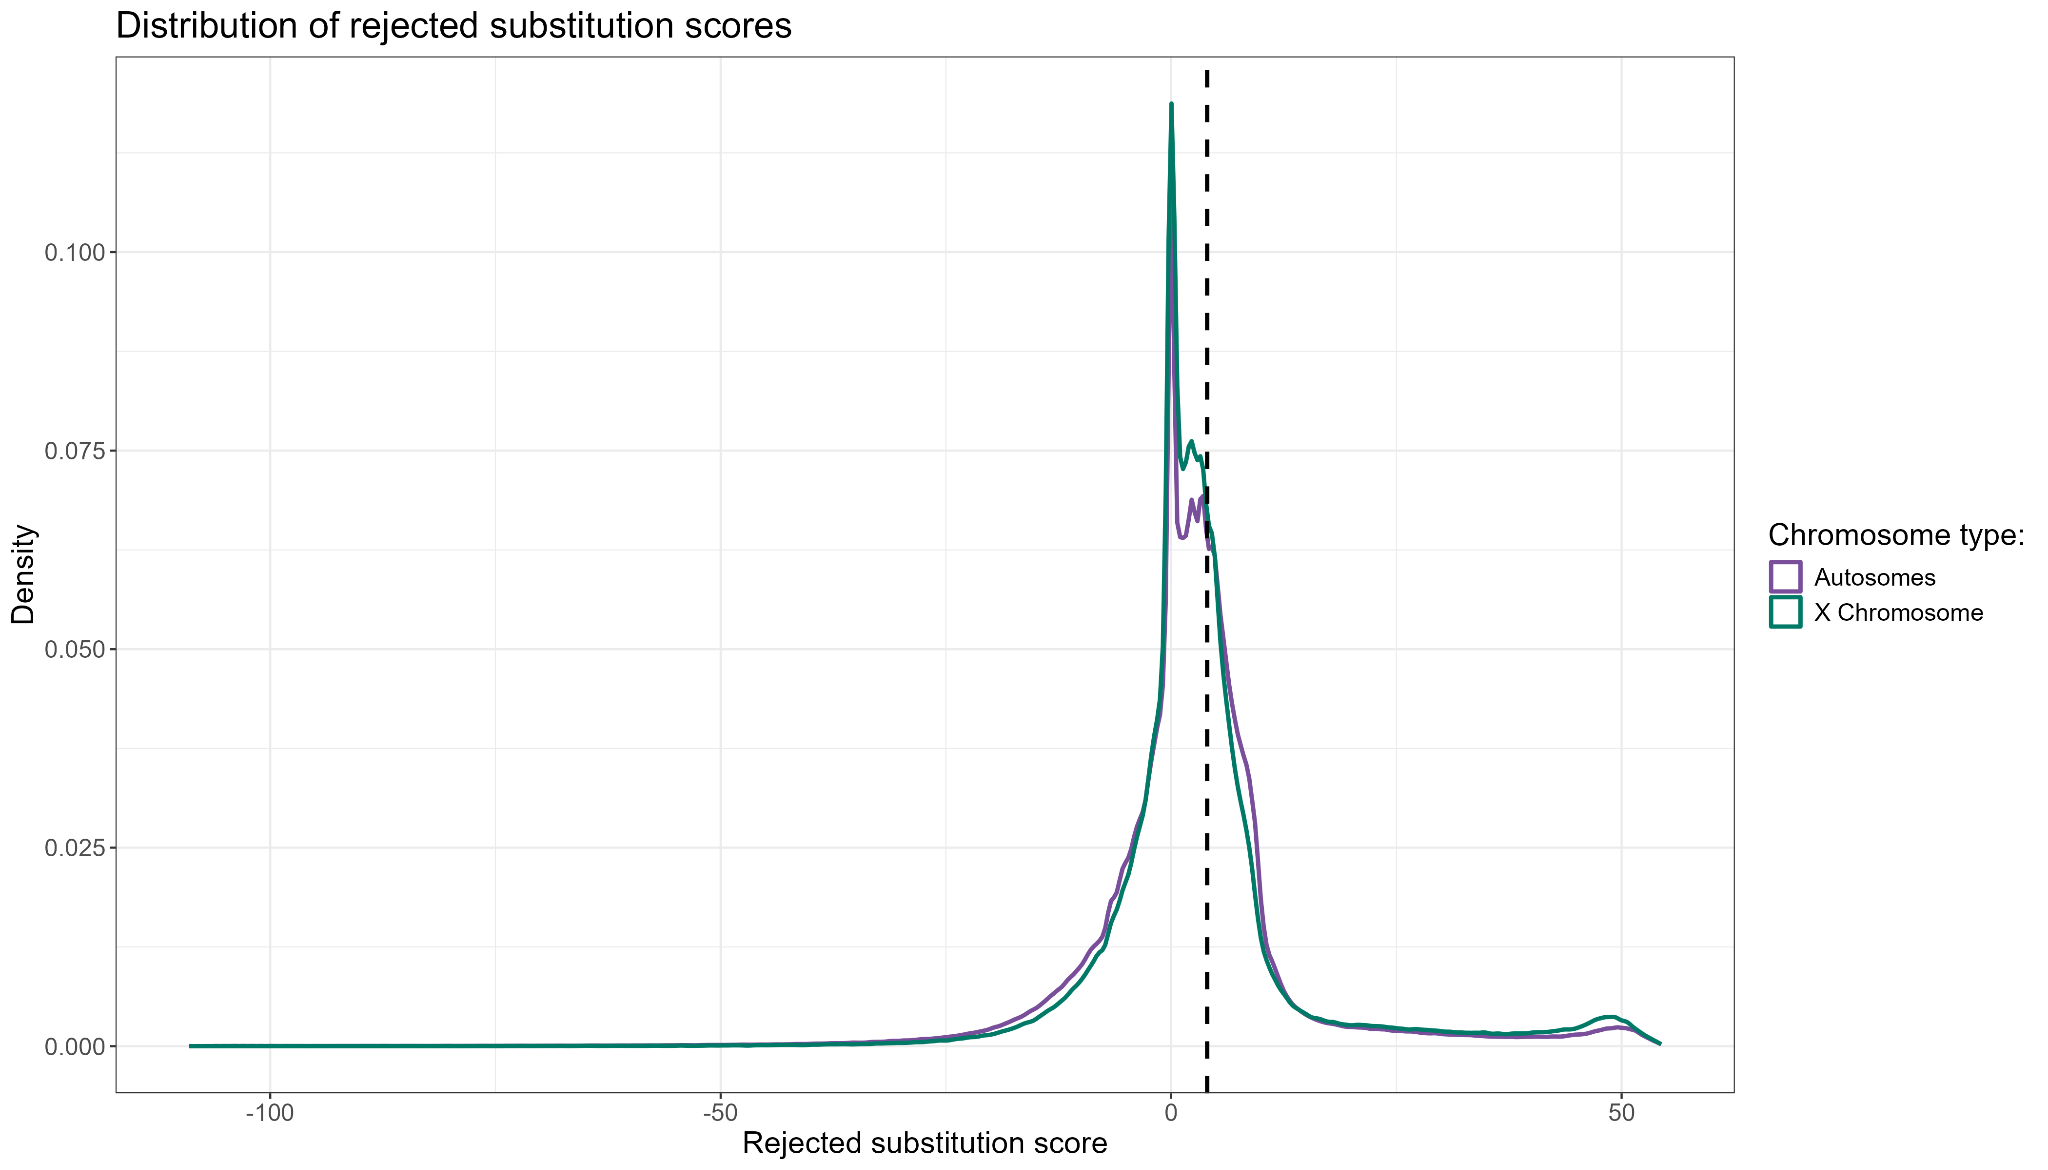 Distribution of rejected substitution scores
0.100
0.075
0.050
0.025
0.000
Density
-100
-50
0
50
Rejected substitution score
Chromosome type:
Autosomes
X Chromosome